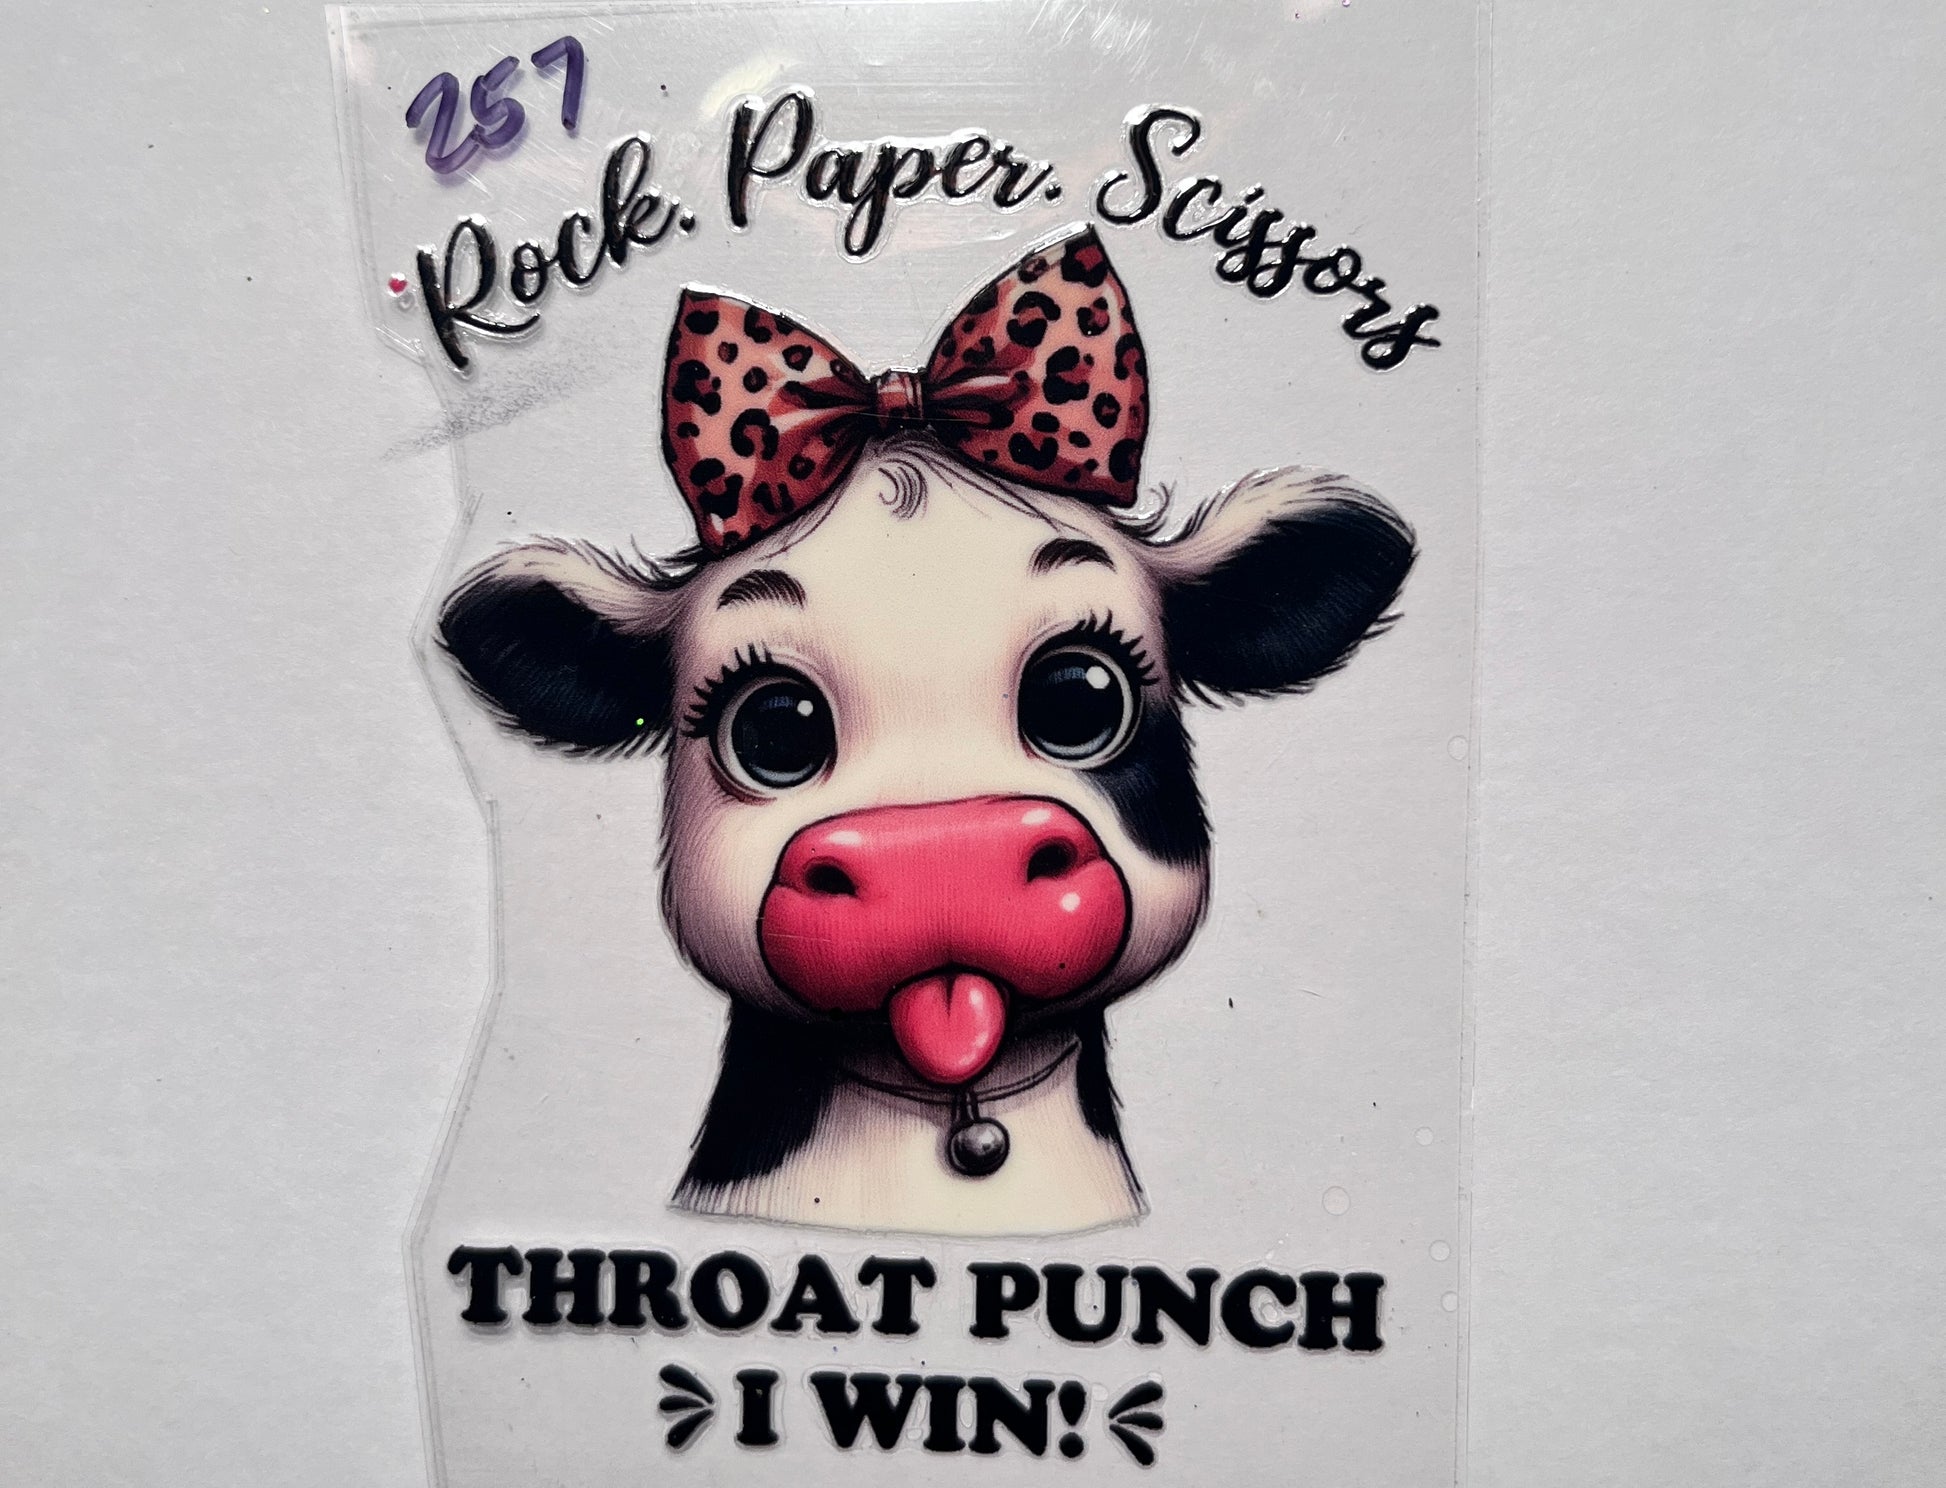 257
Rock. Paper. Scissors
THROAT PUNCH
I WIN!